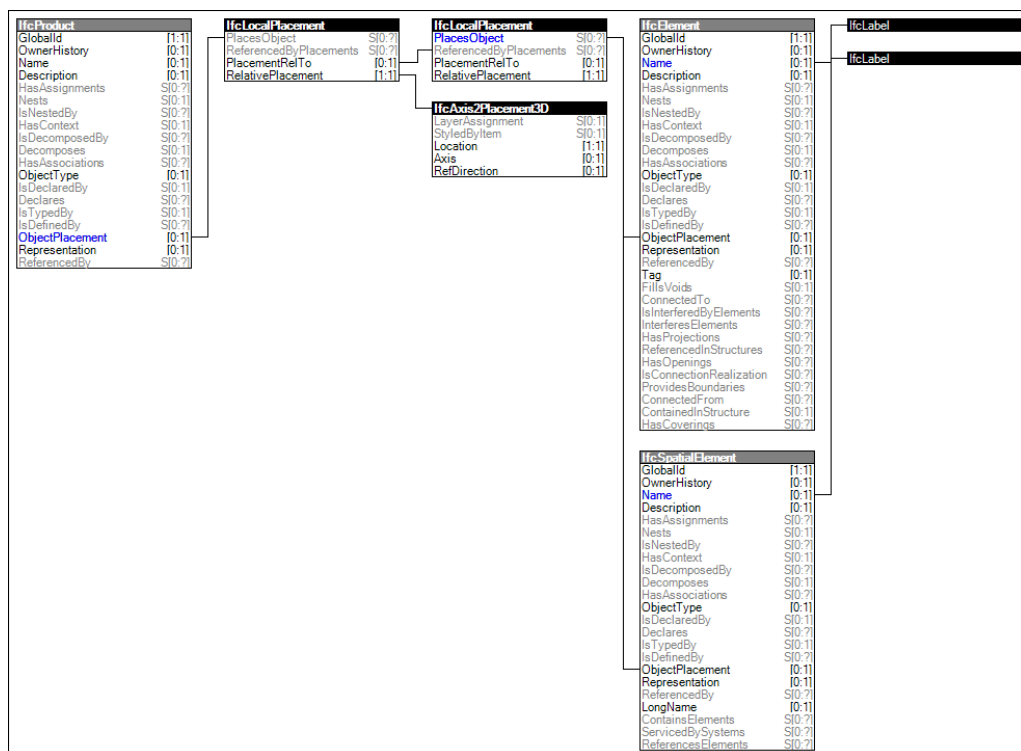 IfcProduct
GlobalId [1:1]
OwnerHistory [0:1]
Name [0:1]
Description [0:1]
HasAssignments S[0:?]
Nests S[0:1]
IsNestedBy S[0:?]
HasContext S[0:1]
IsDecomposedBy S[0:?]
Decomposes S[0:1]
HasAssociations S[0:?]
ObjectType [0:1]
IsDeclaredBy S[0:1]
Declares S[0:?]
IsTypedBy S[0:1]
IsDefinedBy S[0:?]
ObjectPlacement [0:1]
Representation [0:1]
ReferencedBy S[0:?]
IfcLocalPlacement
PlacesObject S[0:?]
ReferencedByPlacements S[0:?]
PlacementRelTo [0:1]
RelativePlacement [1:1]
IfcLocalPlacement
PlacesObject S[0:?]
ReferencedByPlacements S[0:?]
PlacementRelTo [0:1]
RelativePlacement [1:1]
IfcAxis2Placement3D
LayerAssignment S[0:1]
StyledByItem S[0:1]
Location [1:1]
Axis [0:1]
RefDirection [0:1]
IfcElement
GlobalId [1:1]
OwnerHistory [0:1]
Name [0:1]
Description [0:1]
HasAssignments S[0:?]
Nests S[0:1]
IsNestedBy S[0:?]
HasContext S[0:1]
IsDecomposedBy S[0:?]
Decomposes S[0:1]
HasAssociations S[0:?]
ObjectType [0:1]
IsDeclaredBy S[0:1]
Declares S[0:?]
IsTypedBy S[0:1]
IsDefinedBy S[0:?]
ObjectPlacement [0:1]
Representation [0:1]
ReferencedBy S[0:?]
Tag [0:1]
FillsVoids S[0:1]
ConnectedTo S[0:?]
IsInterferedByElements S[0:?]
InterferesElements S[0:?]
HasProjections S[0:?]
ReferencedInStructures S[0:?]
HasOpenings S[0:?]
IsConnectionRealization S[0:?]
ProvidesBoundaries S[0:?]
ConnectedFrom S[0:?]
ContainedInStructure S[0:1]
HasCoverings S[0:?]
IfcSpatialElement
GlobalId [1:1]
OwnerHistory [0:1]
Name [0:1]
Description [0:1]
HasAssignments S[0:?]
Nests S[0:1]
IsNestedBy S[0:?]
HasContext S[0:1]
IsDecomposedBy S[0:?]
Decomposes S[0:1]
HasAssociations S[0:?]
ObjectType [0:1]
IsDeclaredBy S[0:1]
Declares S[0:?]
IsTypedBy S[0:1]
IsDefinedBy S[0:?]
ObjectPlacement [0:1]
Representation [0:1]
ReferencedBy S[0:?]
LongName [0:1]
ContainsElements S[0:?]
ServicedBySystems S[0:?]
ReferencesElements S[0:?]
IfcLabel
IfcLabel